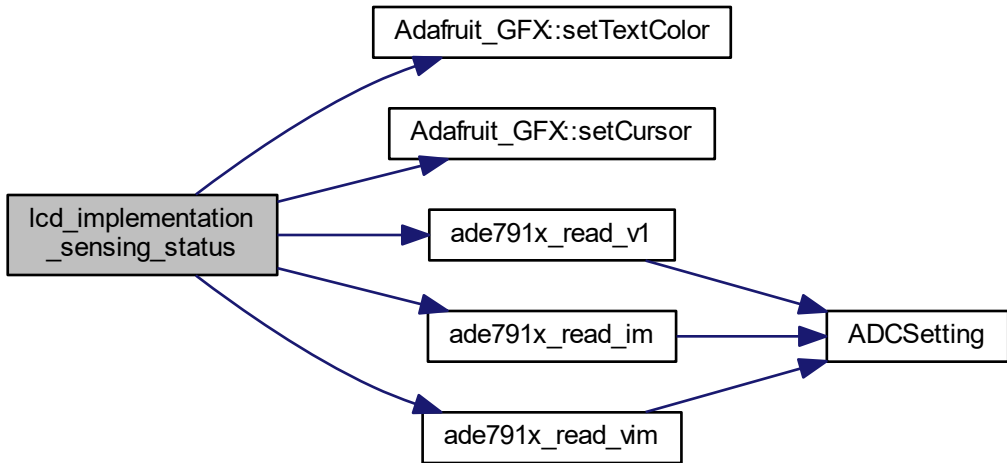 Adafruit_GFX::setTextColor
Adafruit_GFX::setCursor
lcd_implementation
_sensing_status
ade791x_read_v1
ade791x_read_im
ADCSetting
ade791x_read_vim